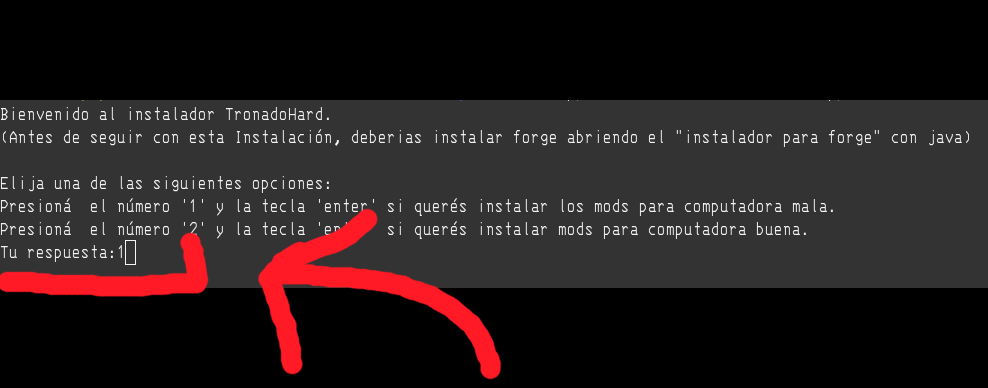 Bienvenido al instalador TronadoHard.
(Antes de seguir con esta Instalación, deberias instalar forge abriendo el "instalador para forge" con java)
Elija una de las siguientes opciones:
Presioná  el número '1' y la tecla 'enter' si querés instalar los mods para computadora mala.
Presioná  el número '2' y la tecla si querés instalar mods para computadora buena.
Tu respuesta:1